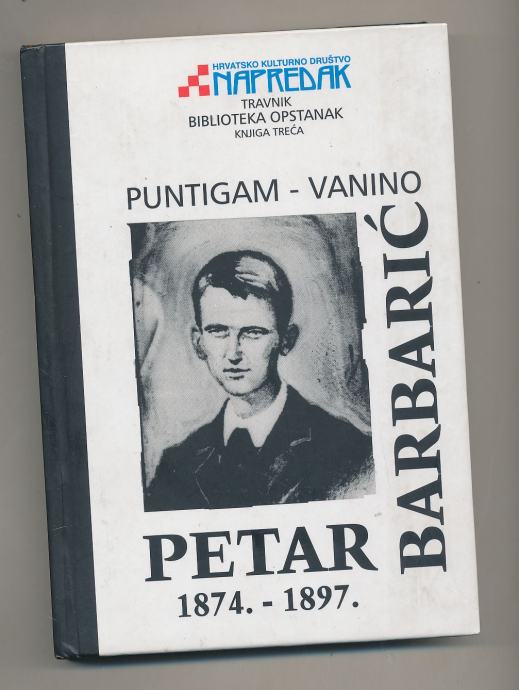 HRVATSKO KULTURNO DRUŠTVO
NAPREDAK
TRAVNIK
BIBLIOTEKA OPSTANAK
KNJIGA TREĆA
PUNTIGAM - VANINO
PETAR
BARBARIĆ
1874. - 1897.